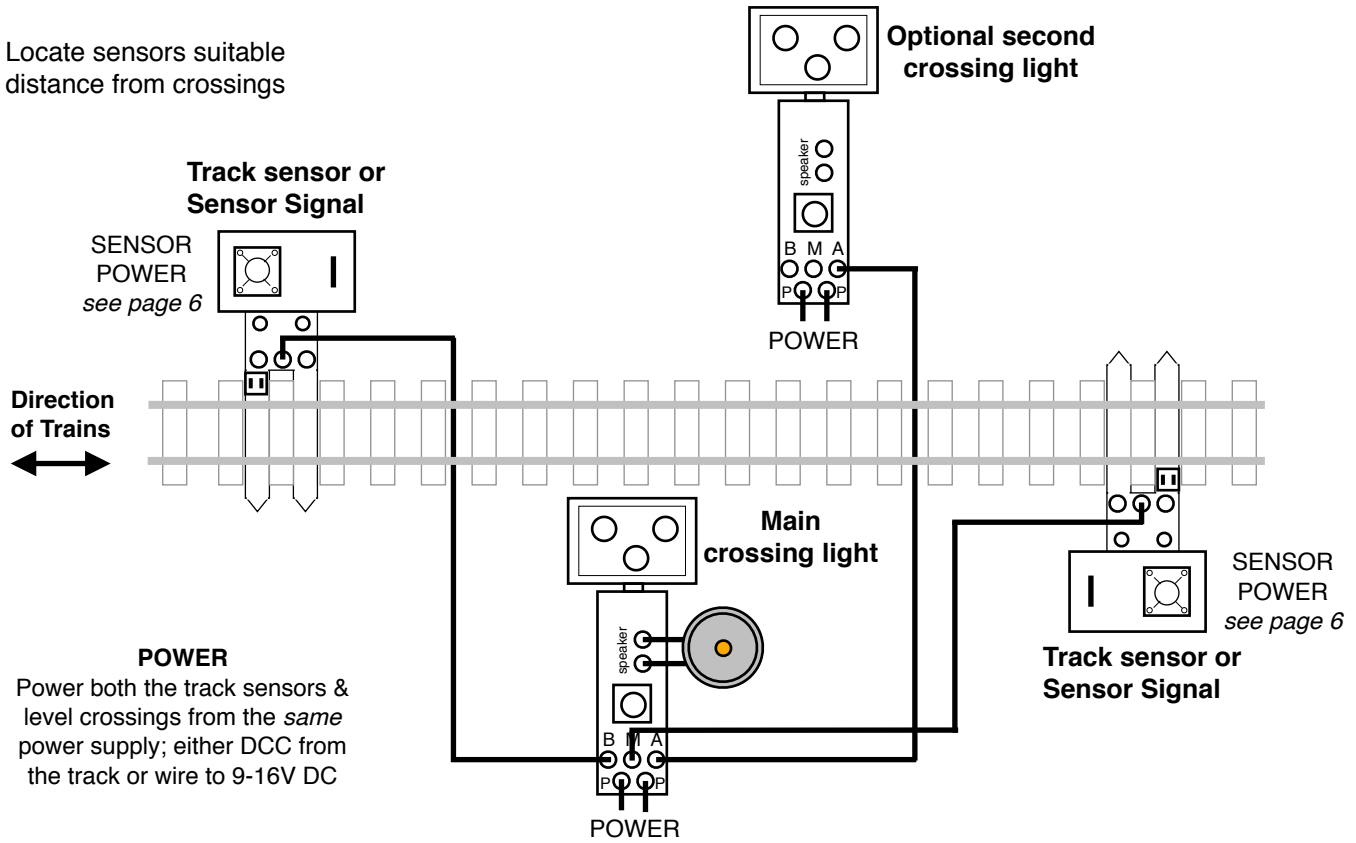 Locate sensors suitable
distance from crossings
Optional second
crossing light
speaker
B M A
P P
POWER
Track sensor or
Sensor Signal
SENSOR
POWER
see page 6
Direction
of Trains
Main
crossing light
speaker
B M A
P P
POWER
SENSOR
POWER
see page 6
Track sensor or
Sensor Signal
POWER
Power both the track sensors &
level crossings from the same
power supply; either DCC from
the track or wire to 9-16V DC